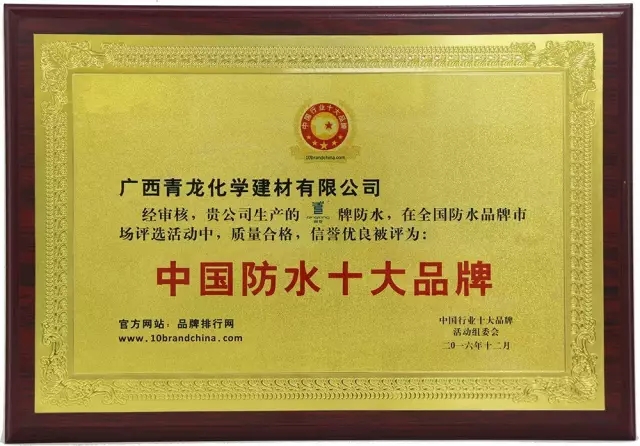 中国行业十大品牌
10brandchina.com
广西青龙化学建材有限公司
经审核，贵公司生产的 牌防水，在全国防水品牌市
场评选活动中，质量合格，信誉优良被评为：
中国防水十大品牌
官方网站：品牌排行网
www.10brandchina.com
中国行业十大品牌
活动组委会
二〇一六年十二月